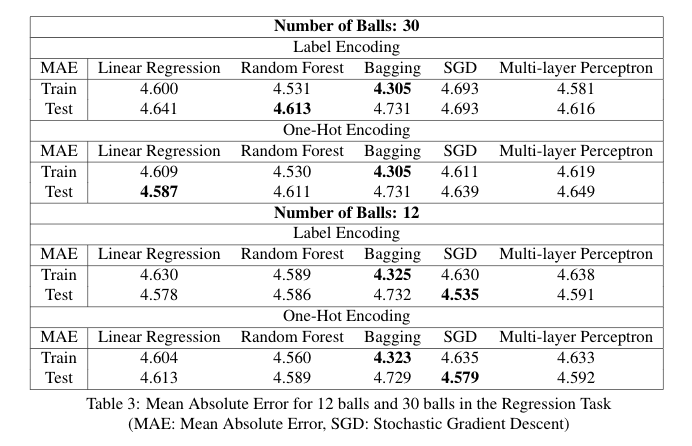 Number of Balls: 30
Label Encoding
MAE Linear Regression Random Forest Bagging SGD Multi-layer Perceptron
Train 4.600 4.531 4.305 4.693 4.581
Test 4.641 4.613 4.731 4.693 4.616
One-Hot Encoding
MAE Linear Regression Random Forest Bagging SGD Multi-layer Perceptron
Train 4.609 4.530 4.305 4.611 4.619
Test 4.587 4.611 4.731 4.639 4.649
Number of Balls: 12
Label Encoding
MAE Linear Regression Random Forest Bagging SGD Multi-layer Perceptron
Train 4.630 4.589 4.325 4.630 4.638
Test 4.578 4.586 4.732 4.535 4.591
One-Hot Encoding
MAE Linear Regression Random Forest Bagging SGD Multi-layer Perceptron
Train 4.604 4.560 4.323 4.635 4.633
Test 4.613 4.589 4.729 4.579 4.592
Table 3: Mean Absolute Error for 12 balls and 30 balls in the Regression Task
(MAE: Mean Absolute Error, SGD: Stochastic Gradient Descent)